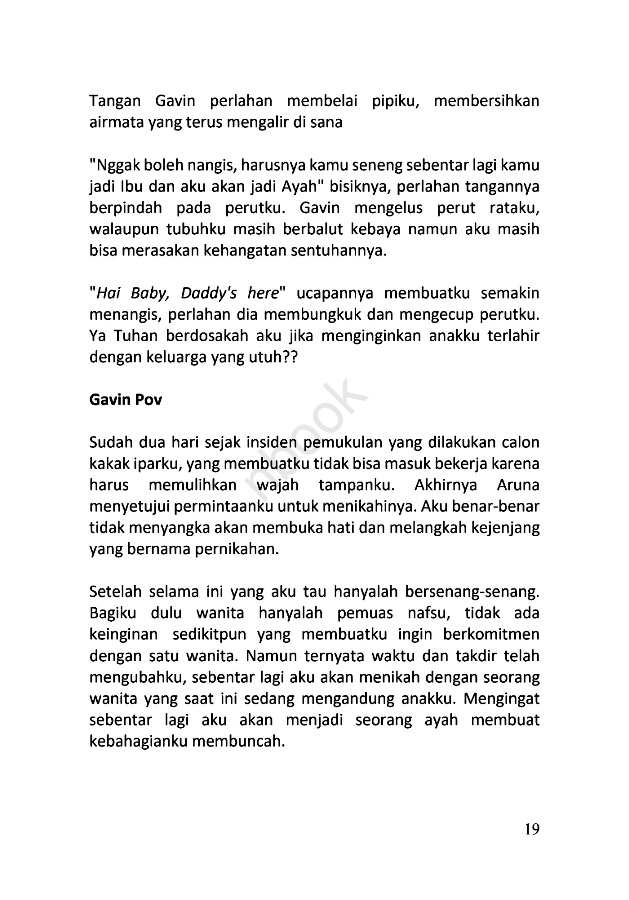 Tangan Gavin perlahan membelai pipiku, membersihkan
airmata yang terus mengalir di sana
"Nggak boleh nangis, harusnya kamu seneng sebentar lagi kamu
jadi Ibu dan aku akan jadi Ayah" bisiknya, perlahan tangannya
berpindah pada perutku. Gavin mengelus perut rataku,
walaupun tubuhku masih berbalut kebaya namun aku masih
bisa merasakan kehangatan sentuhannya.
"Hai Baby, Daddy's here" ucapannya membuatku semakin
menangis, perlahan dia membungkuk dan mengecup perutku.
Ya Tuhan berdosakah aku jika menginginkan anakku terlahir
dengan keluarga yang utuh??
Gavin Pov
Sudah dua hari sejak insiden pemukulan yang dilakukan calon
kakak iparku, yang membuatku tidak bisa masuk bekerja karena
harus memulihkan wajah tampanku. Akhirnya Aruna
menyetujui permintaanku untuk menikahinya. Aku benar-benar
tidak menyangka akan membuka hati dan melangkah kejenjang
yang bernama pernikahan.
Setelah selama ini yang aku tau hanyalah bersenang-senang.
Bagiku dulu wanita hanyalah pemuas nafsu, tidak ada
keinginan sedikitpun yang membuatku ingin berkomitmen
dengan satu wanita. Namun ternyata waktu dan takdir telah
mengubahku, sebentar lagi aku akan menikah dengan seorang
wanita yang saat ini sedang mengandung anakku. Mengingat
sebentar lagi aku akan menjadi seorang ayah membuat
kebahagianku membuncah.
nbook
19